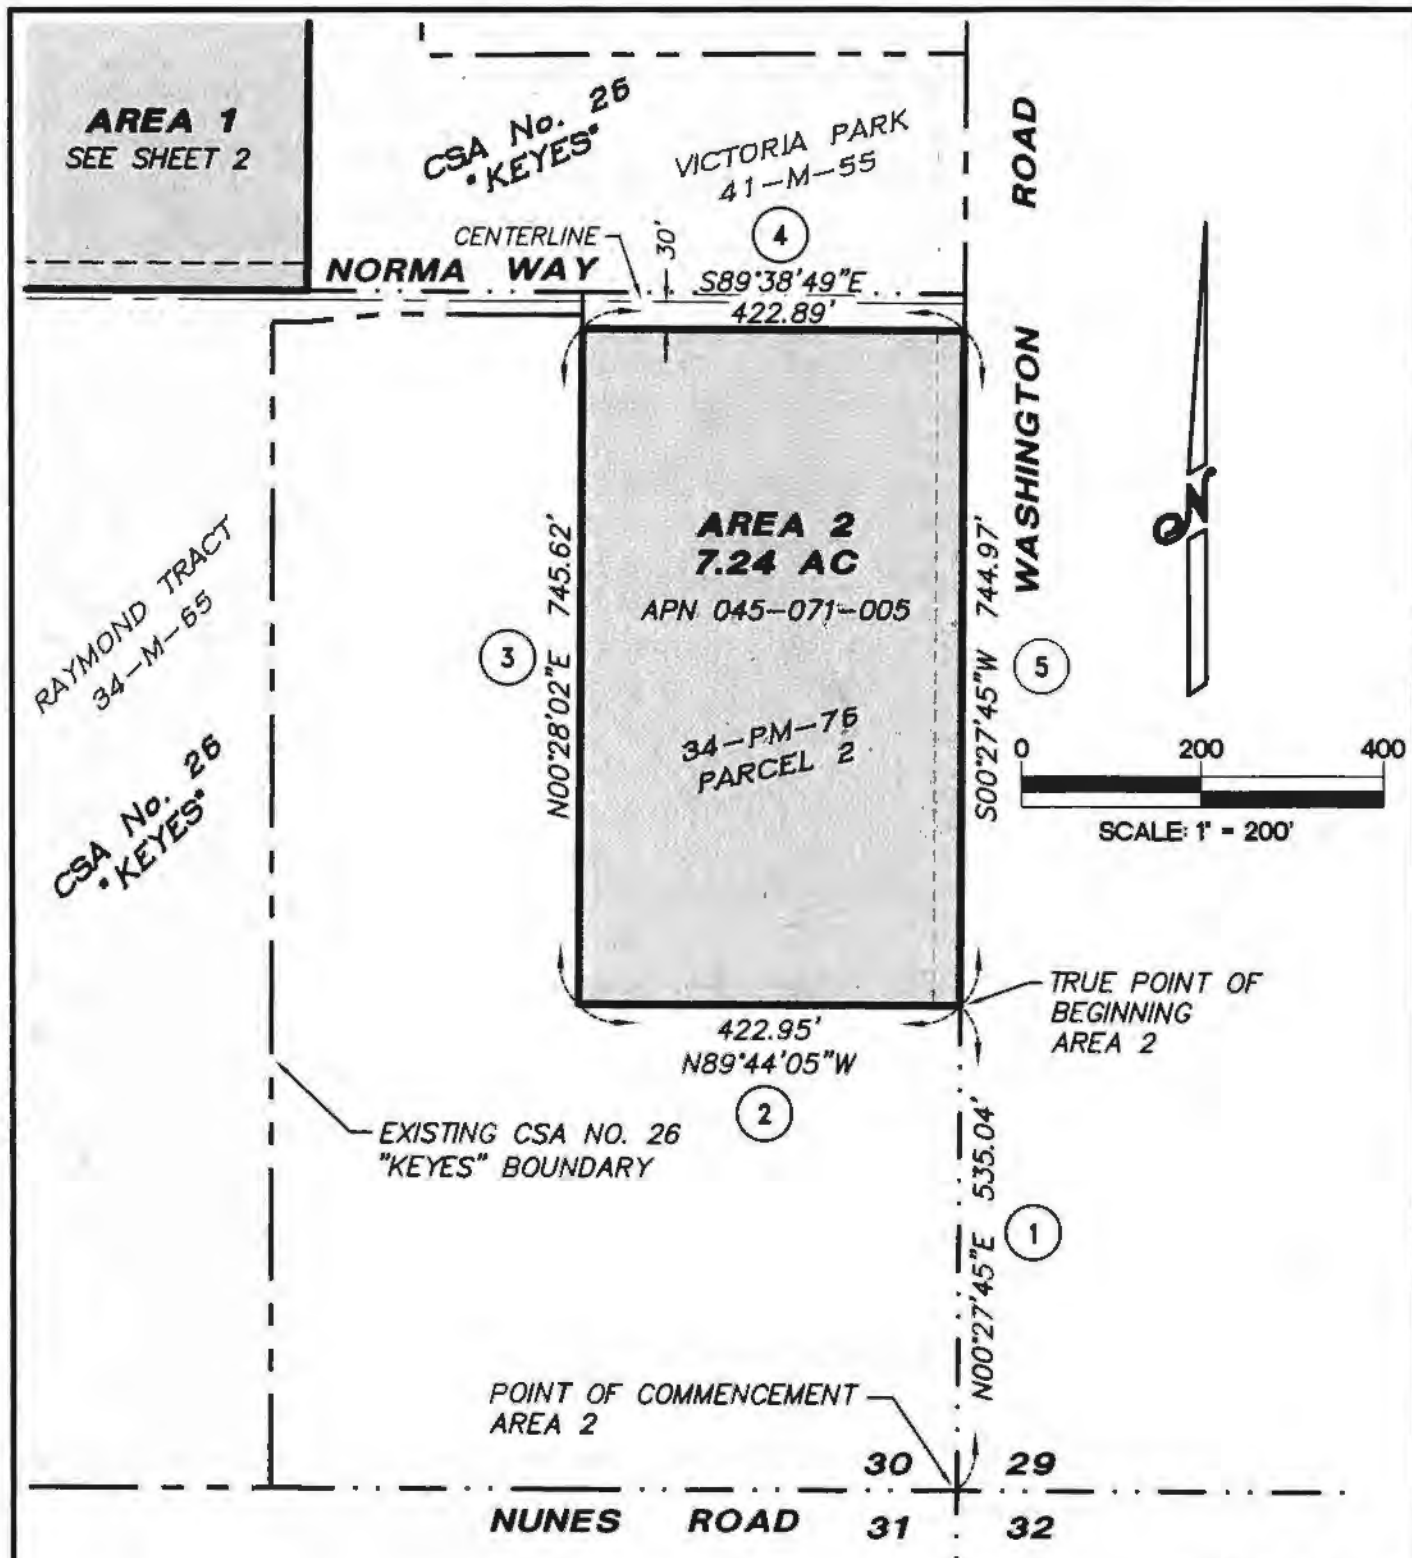 AREA 1
SEE SHEET 2
CSA No. 26
"KEYES"
VICTORIA PARK
41-M-55
4
ROAD
CENTERLINE
30'
NORMA WAY
S89°38'49"E
422.89'
WASHINGTON
N
AREA 2
7.24 AC
APN 045-071-005
34-PM-76
PARCEL 2
N00°28'02"E 745.62'
3
S00°27'45"W 744.97'
5
RAYMOND TRACT
34-M-65
CSA No. 26
"KEYES"
0 200 400
SCALE: 1" = 200'
TRUE POINT OF
BEGINNING
AREA 2
422.95'
N89°44'05"W
2
EXISTING CSA NO. 26
"KEYES" BOUNDARY
N00°27'45"E 535.04'
1
POINT OF COMMENCEMENT
AREA 2
30 29
NUNES ROAD 31 32